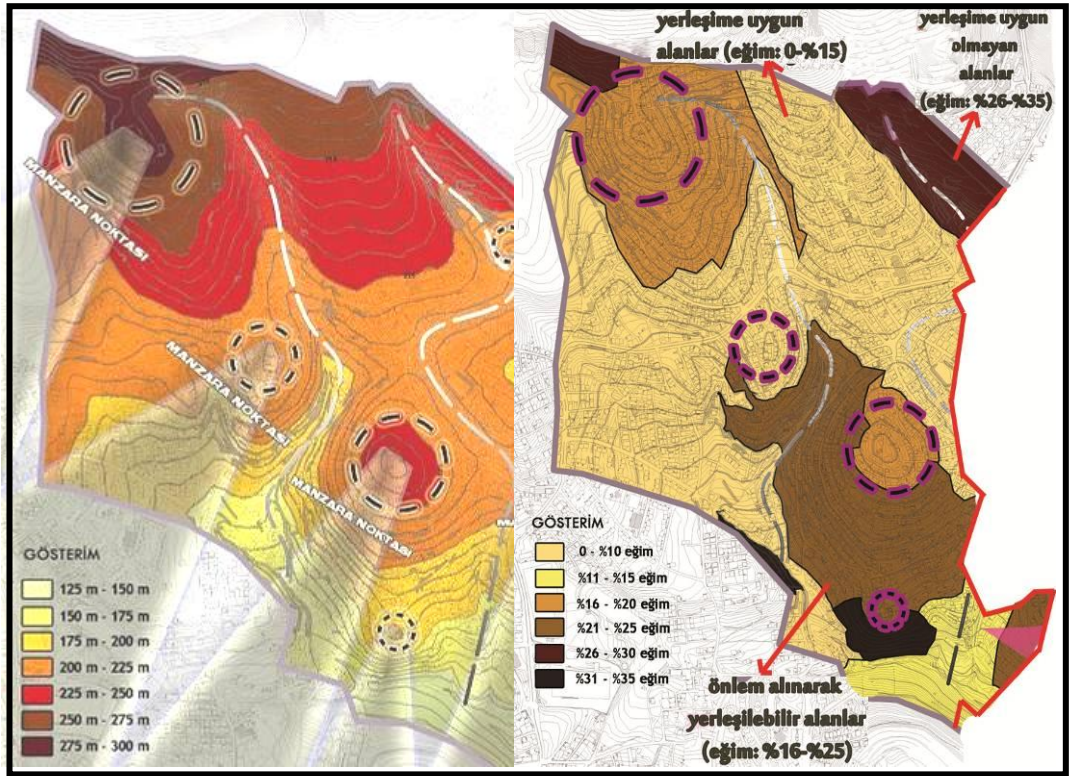 MANZARA NOKTASI
MANZARA NOKTASI
MANZARA NOKTASI
GÖSTERİM
125 m - 150 m
150 m - 175 m
175 m - 200 m
200 m - 225 m
225 m - 250 m
250 m - 275 m
275 m - 300 m
yerleşime uygun
alanlar (eğim: 0-%15)
yerleşime uygun
olmayan
alanlar
(eğim: %26-%35)
GÖSTERİM
0 - %10 eğim
%11 - %15 eğim
%16 - %20 eğim
%21 - %25 eğim
%26 - %30 eğim
%31 - %35 eğim
önlem alınarak
yerleşilebilir alanlar
(eğim: %16-%25)